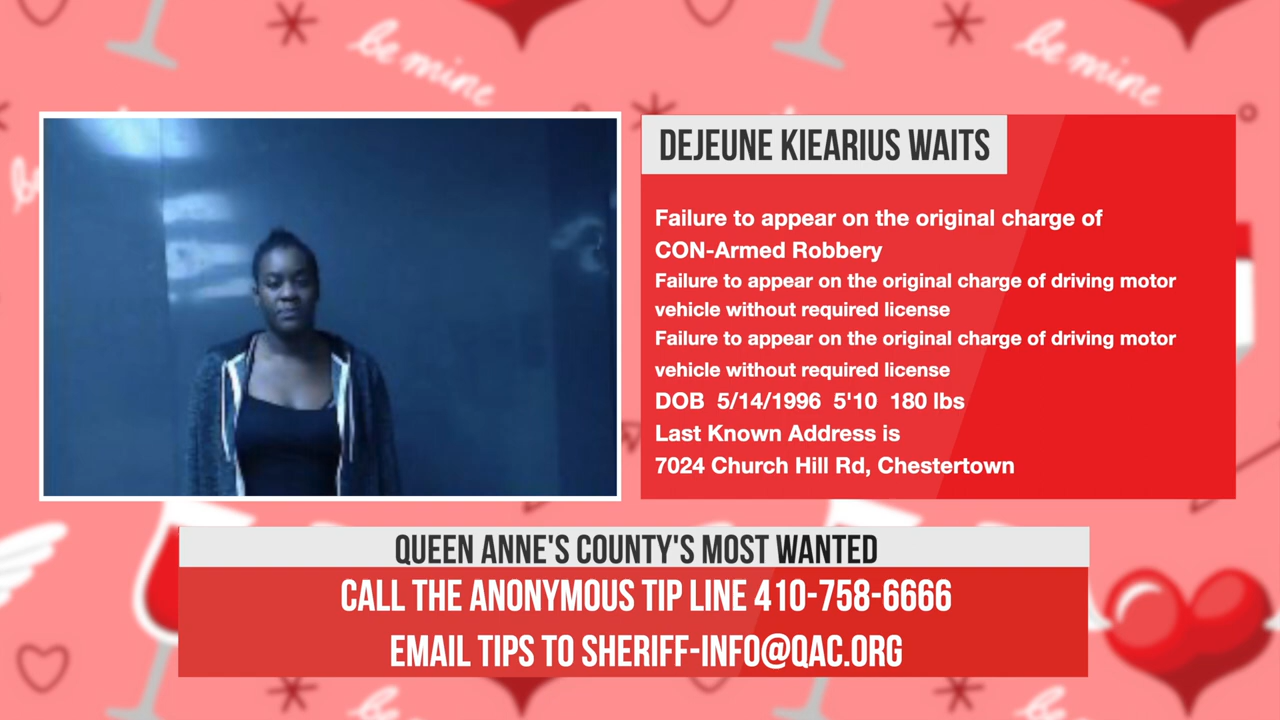 be mine
be mine
DEJEUNE KIEARIUS WAITS
Failure to appear on the original charge of
CON-Armed Robbery
Failure to appear on the original charge of driving motor
vehicle without required license
Failure to appear on the original charge of driving motor
vehicle without required license
DOB 5/14/1996 5'10 180 lbs
Last Known Address is
7024 Church Hill Rd, Chestertown
QUEEN ANNE'S COUNTY'S MOST WANTED
CALL THE ANONYMOUS TIP LINE 410-758-6666
EMAIL TIPS TO SHERIFF-INFO@QAC.ORG